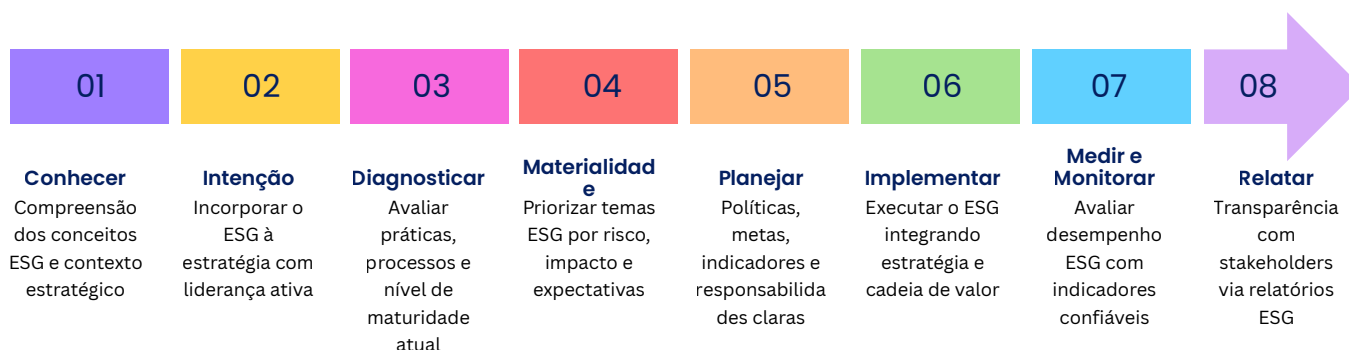 01
Conhecer
Compreensão
dos conceitos
ESG e contexto
estratégico
02
Intenção
Incorporar o
ESG à
estratégia com
liderança ativa
03
Diagnosticar
Avaliar
práticas,
processos e
nível de
maturidade
atual
04
Materialidad
e
Priorizar temas
ESG por risco,
impacto e
expectativas
05
Planejar
Políticas,
metas,
indicadores e
responsabilida
des claras
06
Implementar
Executar o ESG
integrando
estratégia e
cadeia de valor
07
Medir e
Monitorar
Avaliar
desempenho
ESG com
indicadores
confiáveis
08
Relatar
Transparência
com
stakeholders
via relatórios
ESG